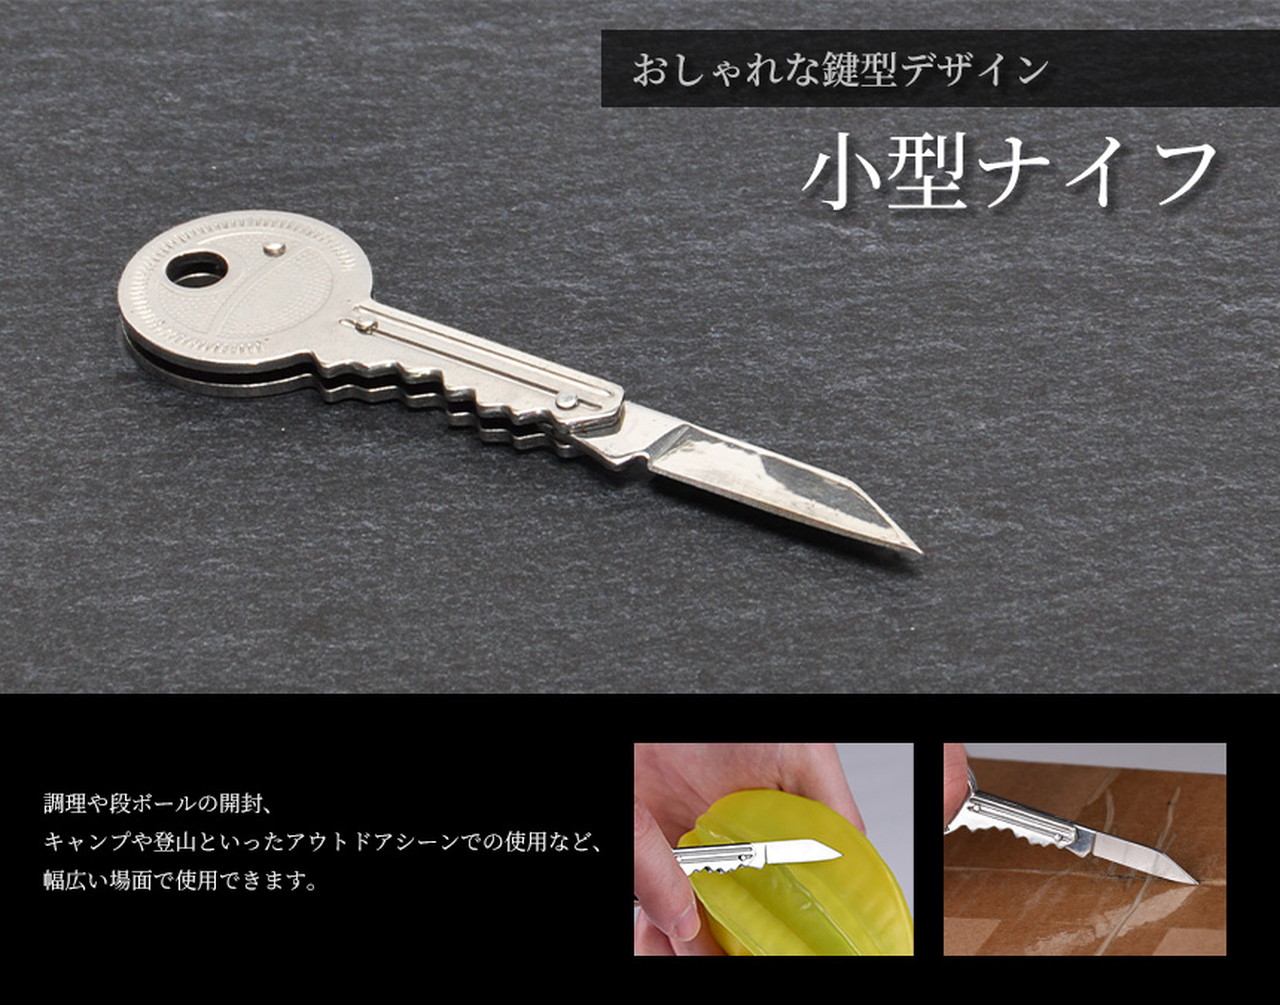 おしゃれな鍵型デザイン
小型ナイフ
調理や段ボールの開封、
キャンプや登山といったアウトドアシーンでの使用など、
幅広い場面で使用できます。